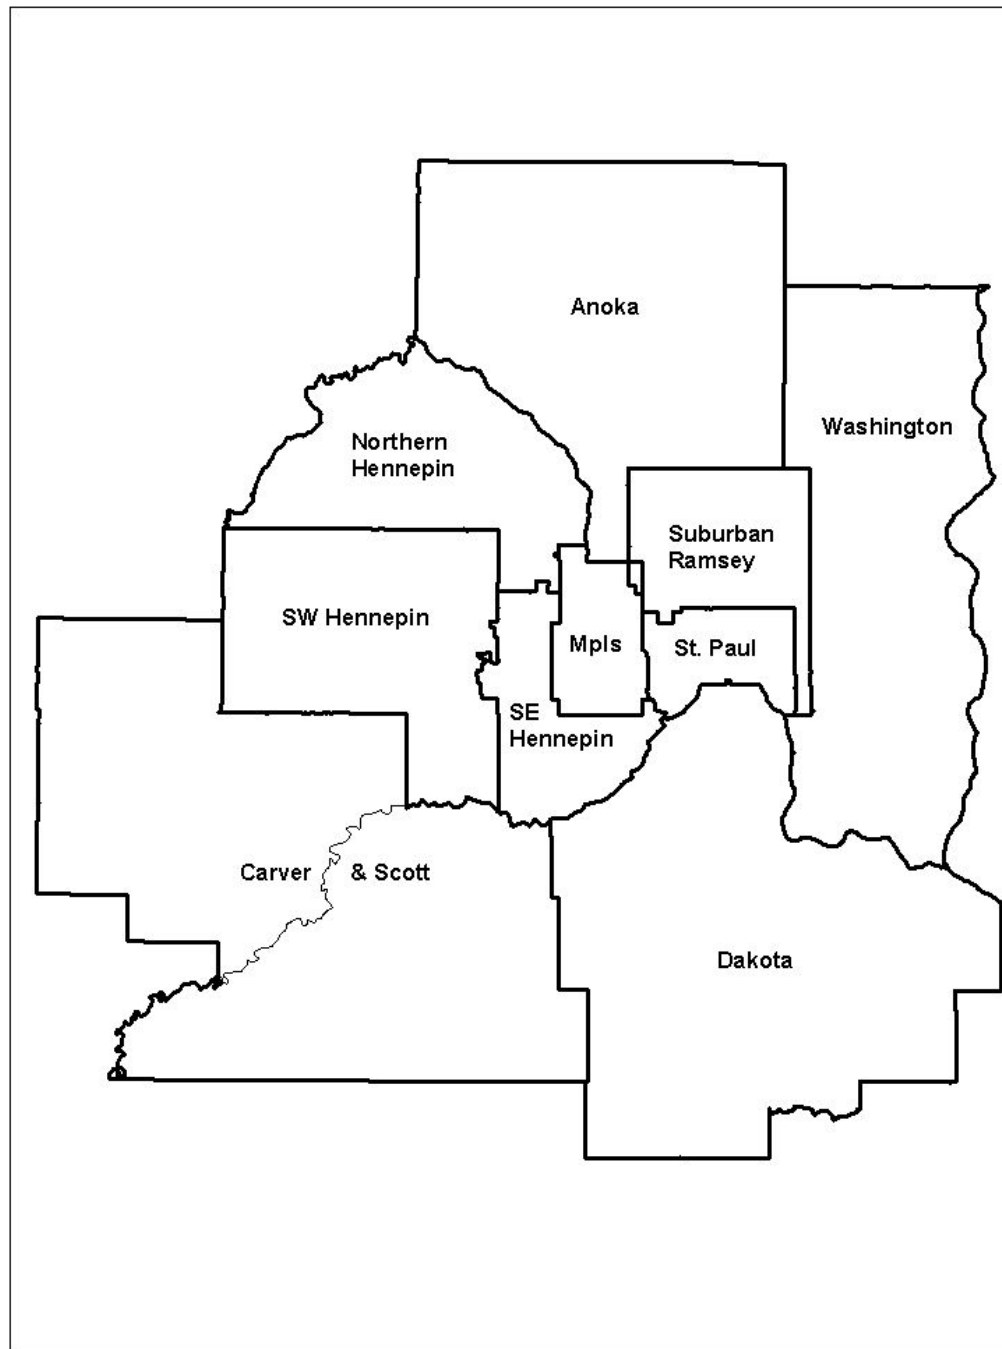 Anoka
Washington
Northern
Hennepin
Suburban
Ramsey
SW Hennepin
Mpls
St. Paul
SE
Hennepin
Carver & Scott
Dakota